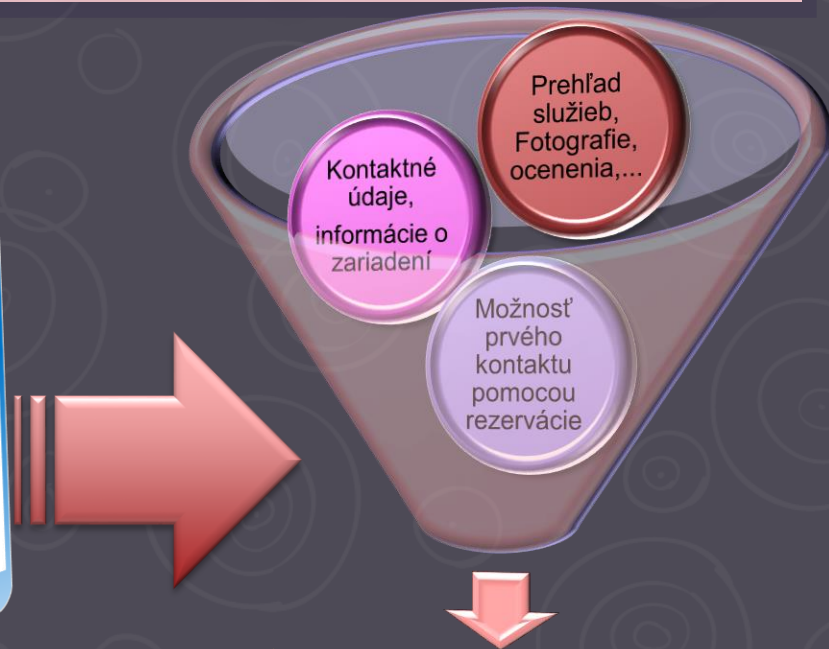 Prehľad
služieb,
Fotografie,
ocenenia,...
Kontaktné
údaje,
informácie o
zariadení
Možnosť
prvého
kontaktu
pomocou
rezervácie